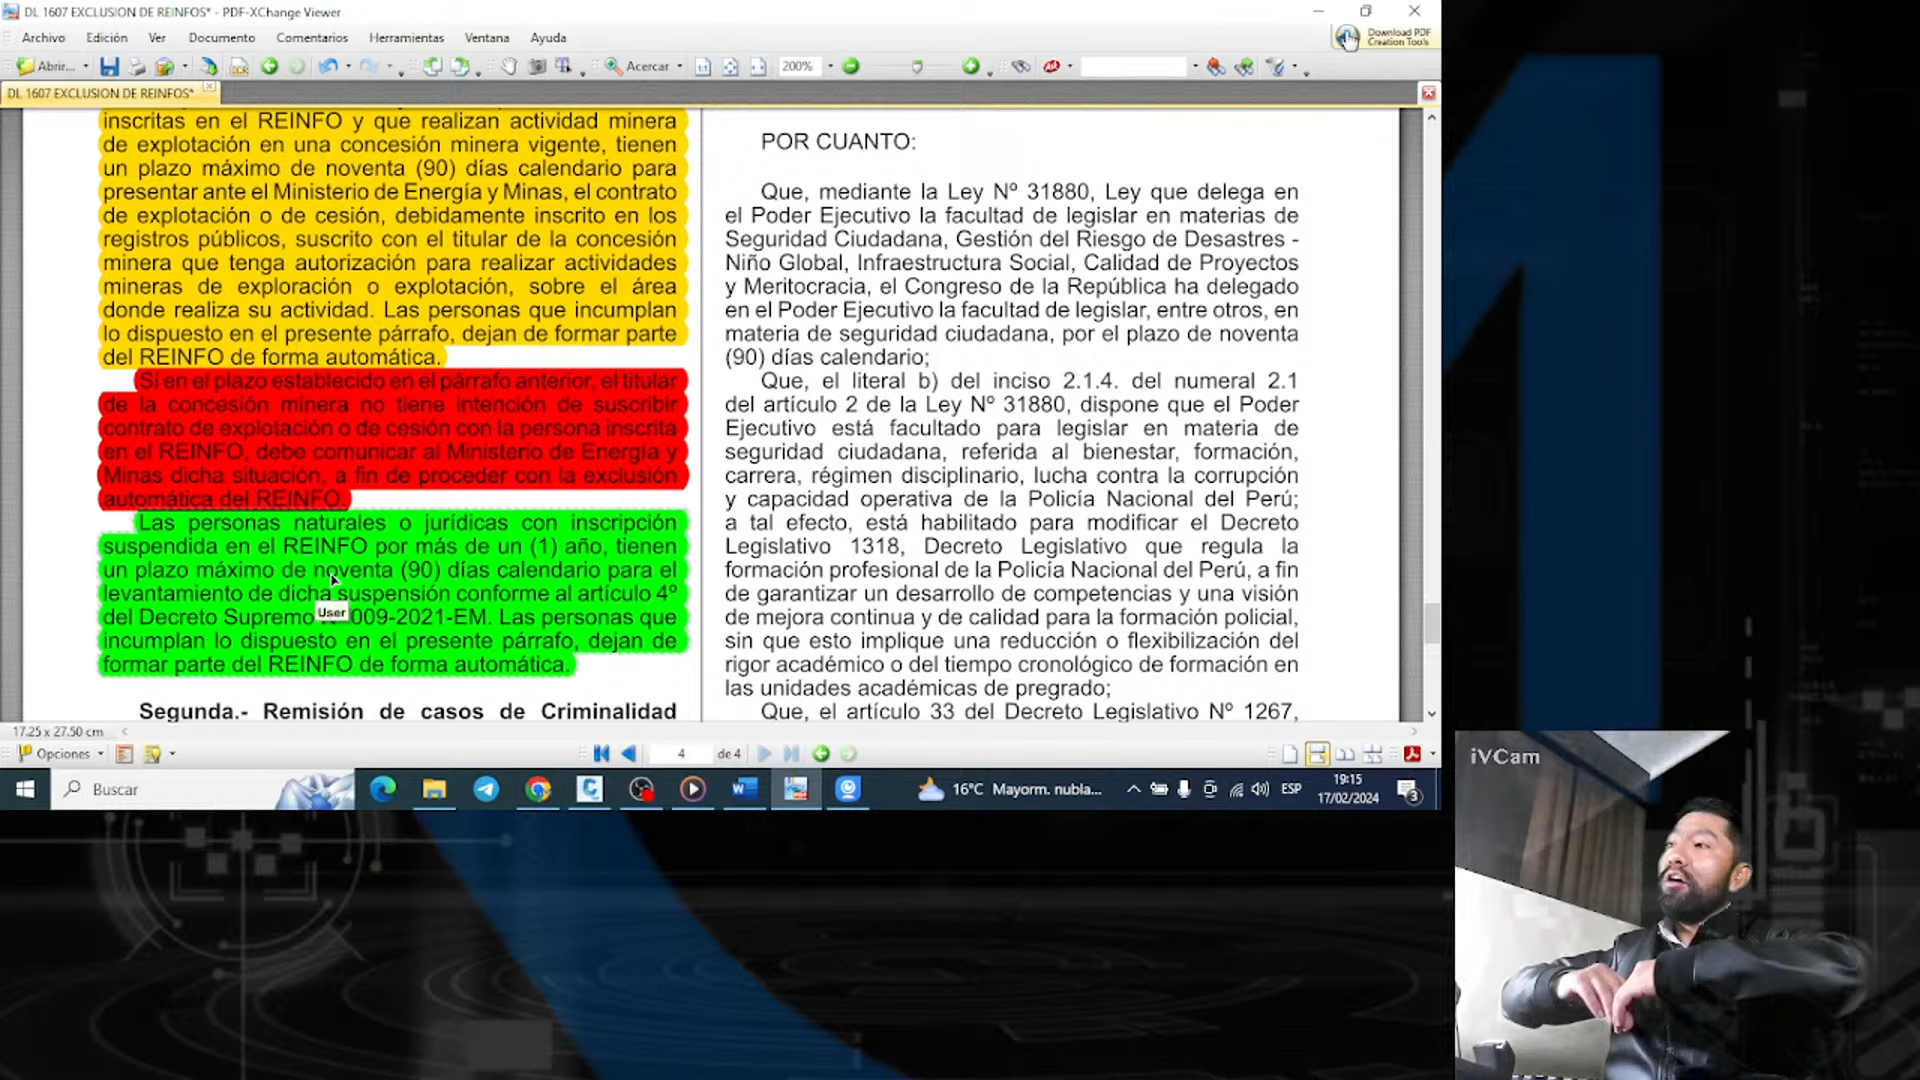 DL 1607 EXCLUSION DE REINFOS* - PDF-XChange Viewer
Archivo Edición Ver Documento Comentarios Herramientas Ventana Ayuda
Download PDF
Creation Tools
Abrir... OCR Acercar 200%
DL 1607 EXCLUSION DE REINFOS*
inscritas en el REINFO y que realizan actividad minera
de explotación en una concesión minera vigente, tienen
un plazo máximo de noventa (90) días calendario para
presentar ante el Ministerio de Energía y Minas, el contrato
de explotación o de cesión, debidamente inscrito en los
registros públicos, suscrito con el titular de la concesión
minera que tenga autorización para realizar actividades
mineras de exploración o explotación, sobre el área
donde realiza su actividad. Las personas que incumplan
lo dispuesto en el presente párrafo, dejan de formar parte
del REINFO de forma automática.
Si en el plazo establecido en el párrafo anterior, el titular
de la concesión minera no tiene intención de suscribir
contrato de explotación o de cesión con la persona inscrita
en el REINFO, debe comunicar al Ministerio de Energía y
Minas dicha situación, a fin de proceder con la exclusión
automática del REINFO.
Las personas naturales o jurídicas con inscripción
suspendida en el REINFO por más de un (1) año, tienen
un plazo máximo de noventa (90) días calendario para el
levantamiento de dicha suspensión conforme al artículo 4º
del Decreto Supremo 009-2021-EM. Las personas que
User
incumplan lo dispuesto en el presente párrafo, dejan de
formar parte del REINFO de forma automática.
Segunda.- Remisión de casos de Criminalidad
POR CUANTO:
Que, mediante la Ley Nº 31880, Ley que delega en
el Poder Ejecutivo la facultad de legislar en materias de
Seguridad Ciudadana, Gestión del Riesgo de Desastres -
Niño Global, Infraestructura Social, Calidad de Proyectos
y Meritocracia, el Congreso de la República ha delegado
en el Poder Ejecutivo la facultad de legislar, entre otros, en
materia de seguridad ciudadana, por el plazo de noventa
(90) días calendario;
Que, el literal b) del inciso 2.1.4. del numeral 2.1
del artículo 2 de la Ley Nº 31880, dispone que el Poder
Ejecutivo está facultado para legislar en materia de
seguridad ciudadana, referida al bienestar, formación,
carrera, régimen disciplinario, lucha contra la corrupción
y capacidad operativa de la Policía Nacional del Perú;
a tal efecto, está habilitado para modificar el Decreto
Legislativo 1318, Decreto Legislativo que regula la
formación profesional de la Policía Nacional del Perú, a fin
de garantizar un desarrollo de competencias y una visión
de mejora continua y de calidad para la formación policial,
sin que esto implique una reducción o flexibilización del
rigor académico o del tiempo cronológico de formación en
las unidades académicas de pregrado;
Que, el artículo 33 del Decreto Legislativo Nº 1267,
17.25 x 27.50 cm
Opciones 4 de 4
Buscar 16°C Mayorm. nubla... ESP 19:15
17/02/2024 3
iVCam